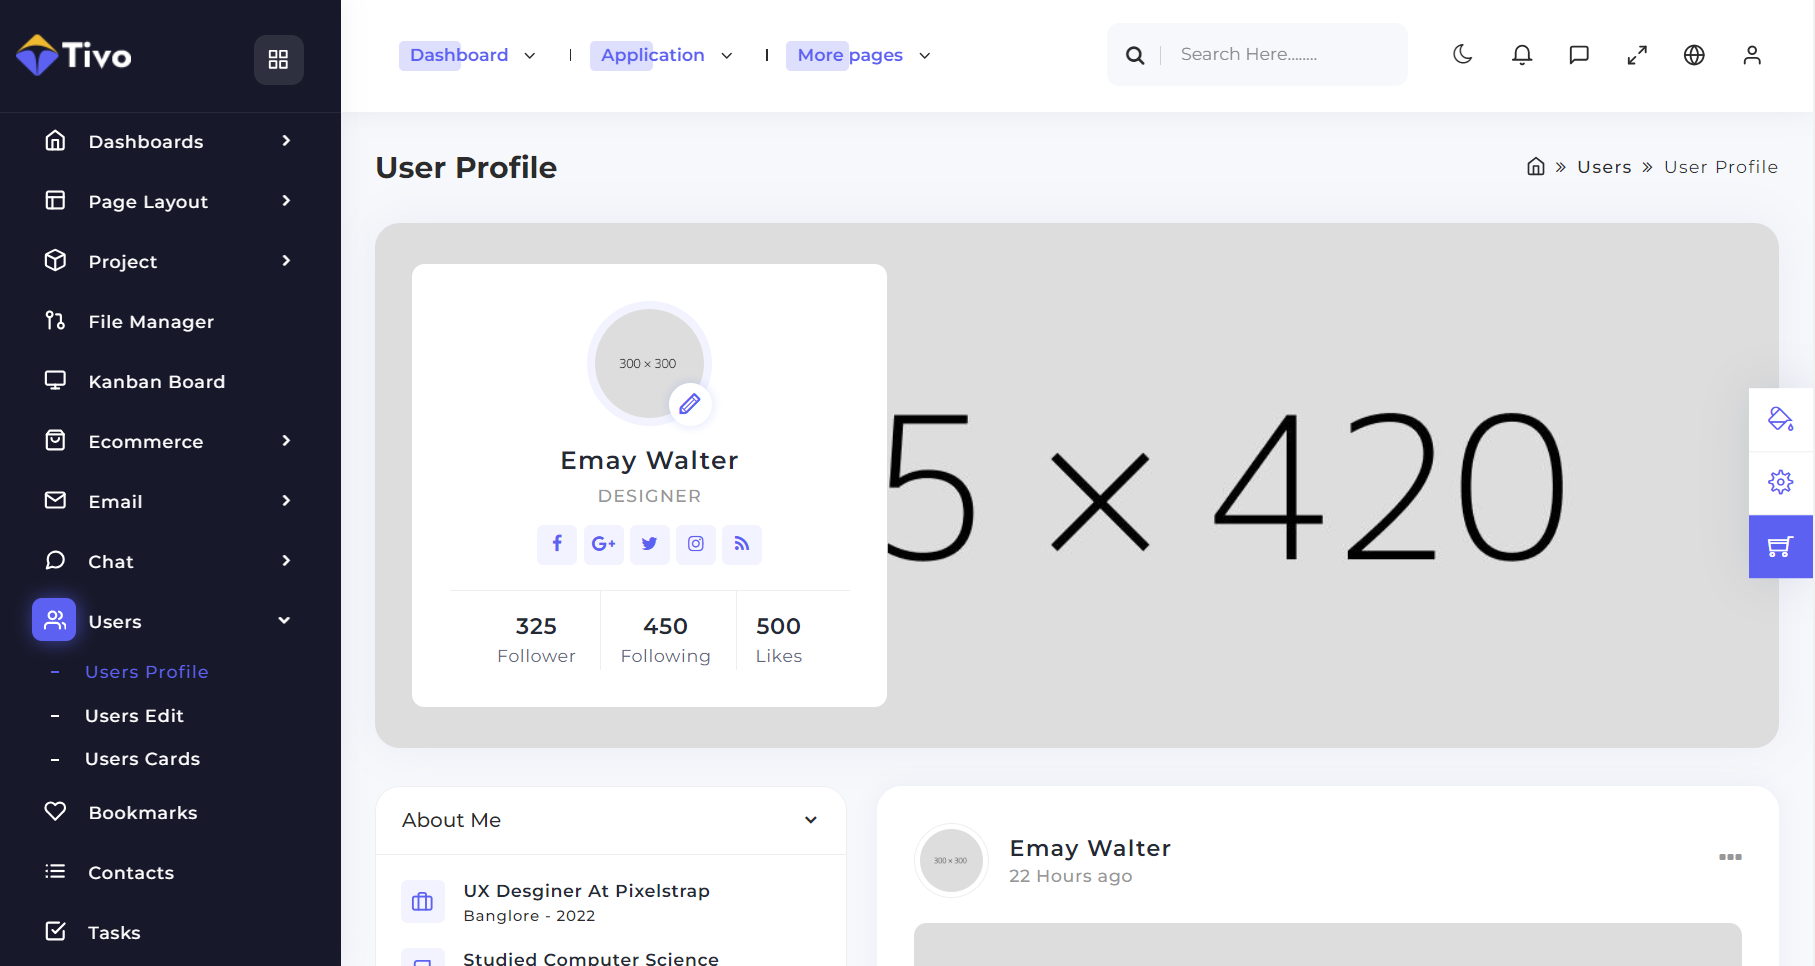 Tivo
Dashboard
Application
More pages
Search Here........
Dashboards
Page Layout
Project
File Manager
Kanban Board
Ecommerce
Email
Chat
Users
- Users Profile
- Users Edit
- Users Cards
Bookmarks
Contacts
Tasks
User Profile
» Users » User Profile
5 × 420
300 × 300
Emay Walter
DESIGNER
G+
325
Follower
450
Following
500
Likes
About Me
UX Desginer At Pixelstrap
Banglore - 2022
Studied Computer Science
300 × 300
Emay Walter
22 Hours ago